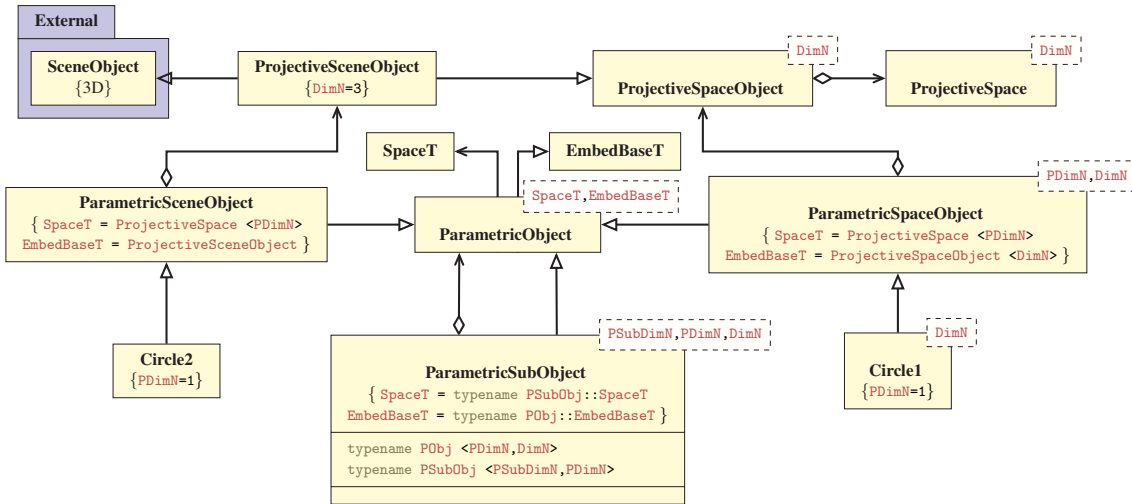 External
SceneObject
{3D}
ProjectiveSceneObject
{DimN=3}
DimN
ProjectiveSpaceObject
DimN
ProjectiveSpace
SpaceT
EmbedBaseT
ParametricSceneObject
{ SpaceT = ProjectiveSpace <PDimN>
EmbedBaseT = ProjectiveSceneObject }
SpaceT,EmbedBaseT
ParametricObject
PDimN,DimN
ParametricSpaceObject
{ SpaceT = ProjectiveSpace <PDimN>
EmbedBaseT = ProjectiveSpaceObject <DimN> }
Circle2
{PDimN=1}
PSubDimN,PDimN,DimN
ParametricSubObject
{ SpaceT = typename PSubObj::SpaceT
EmbedBaseT = typename PObj::EmbedBaseT }
typename PObj <PDimN,DimN>
typename PSubObj <PSubDimN,PDimN>
DimN
Circle1
{PDimN=1}